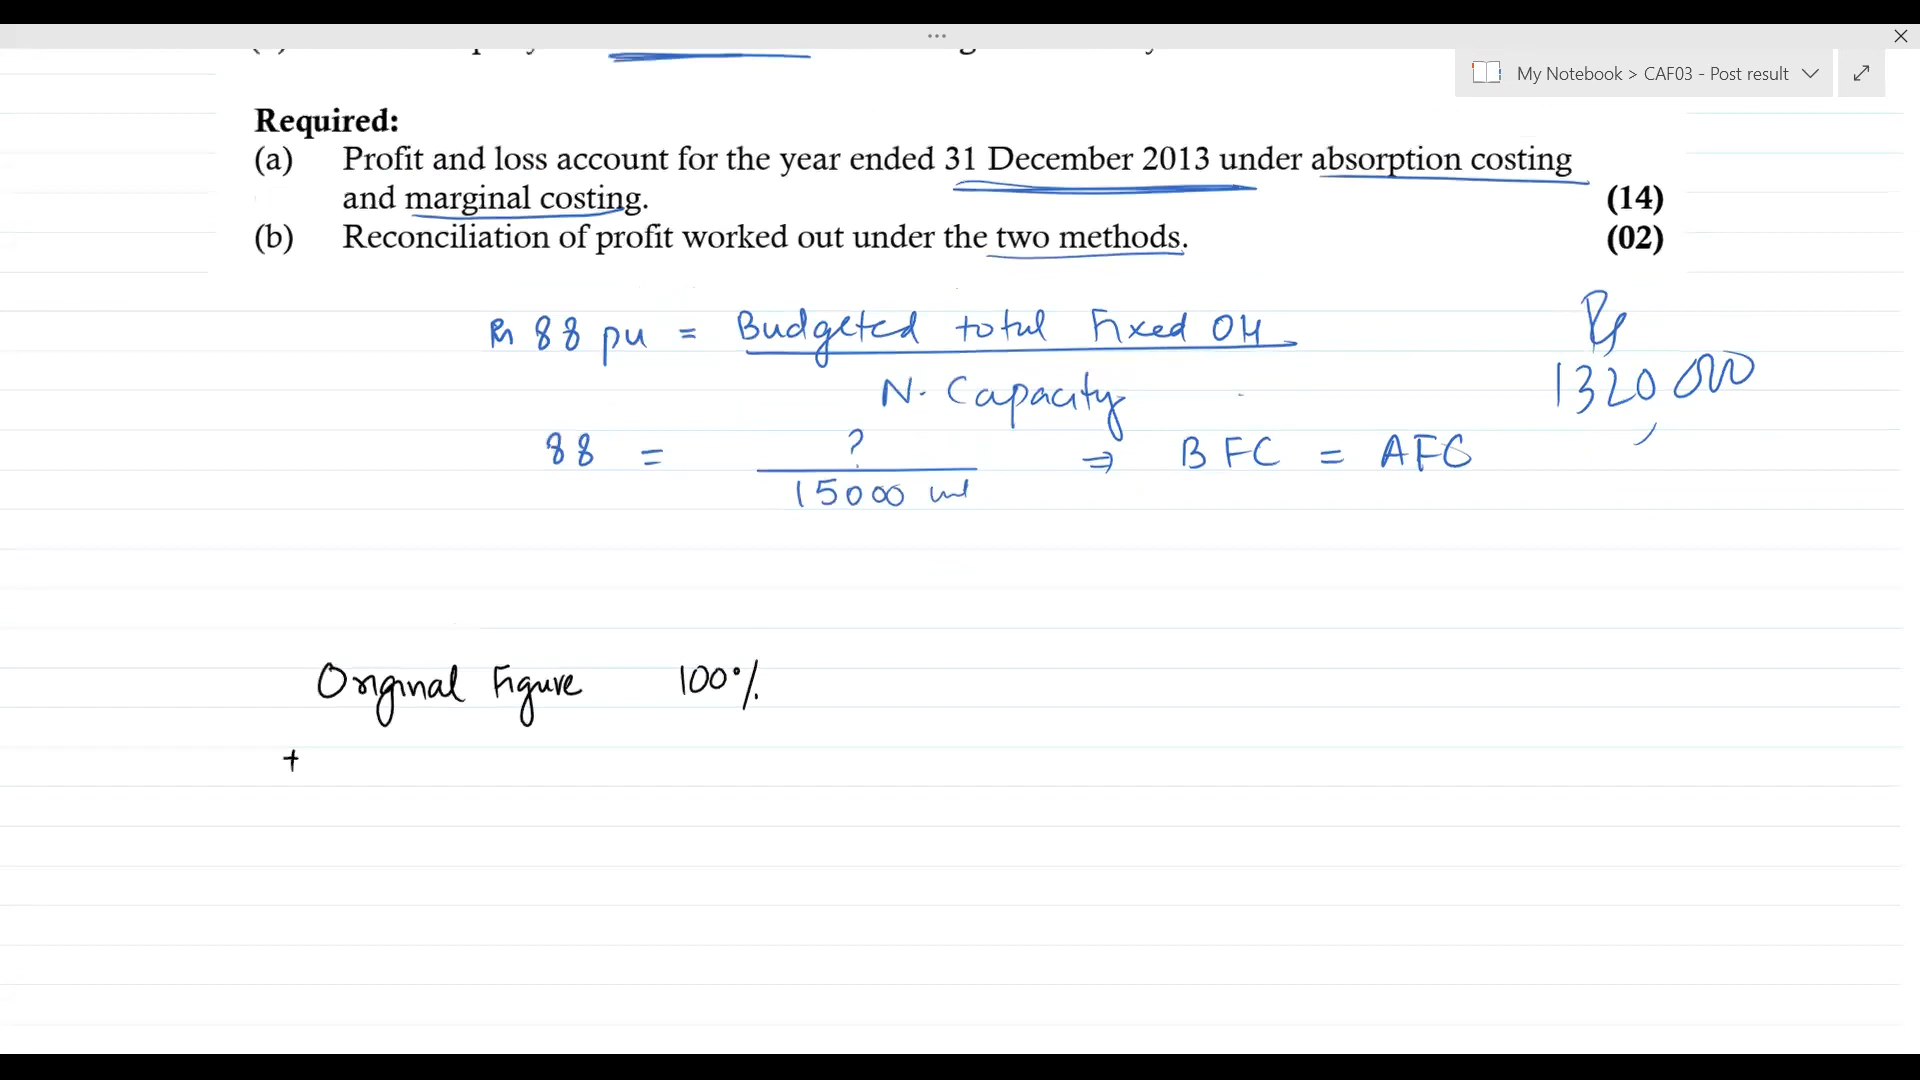 My Notebook > CAF03 - Post result
Required:
(a) Profit and loss account for the year ended 31 December 2013 under absorption costing
and marginal costing. (14)
(b) Reconciliation of profit worked out under the two methods. (02)
Rs 88 pu = Budgeted total Fixed OH
N. Capacity
Rs
1320,000
88 = ?
15000 unit
⇒ BFC = AFC
Original Figure 100%
+